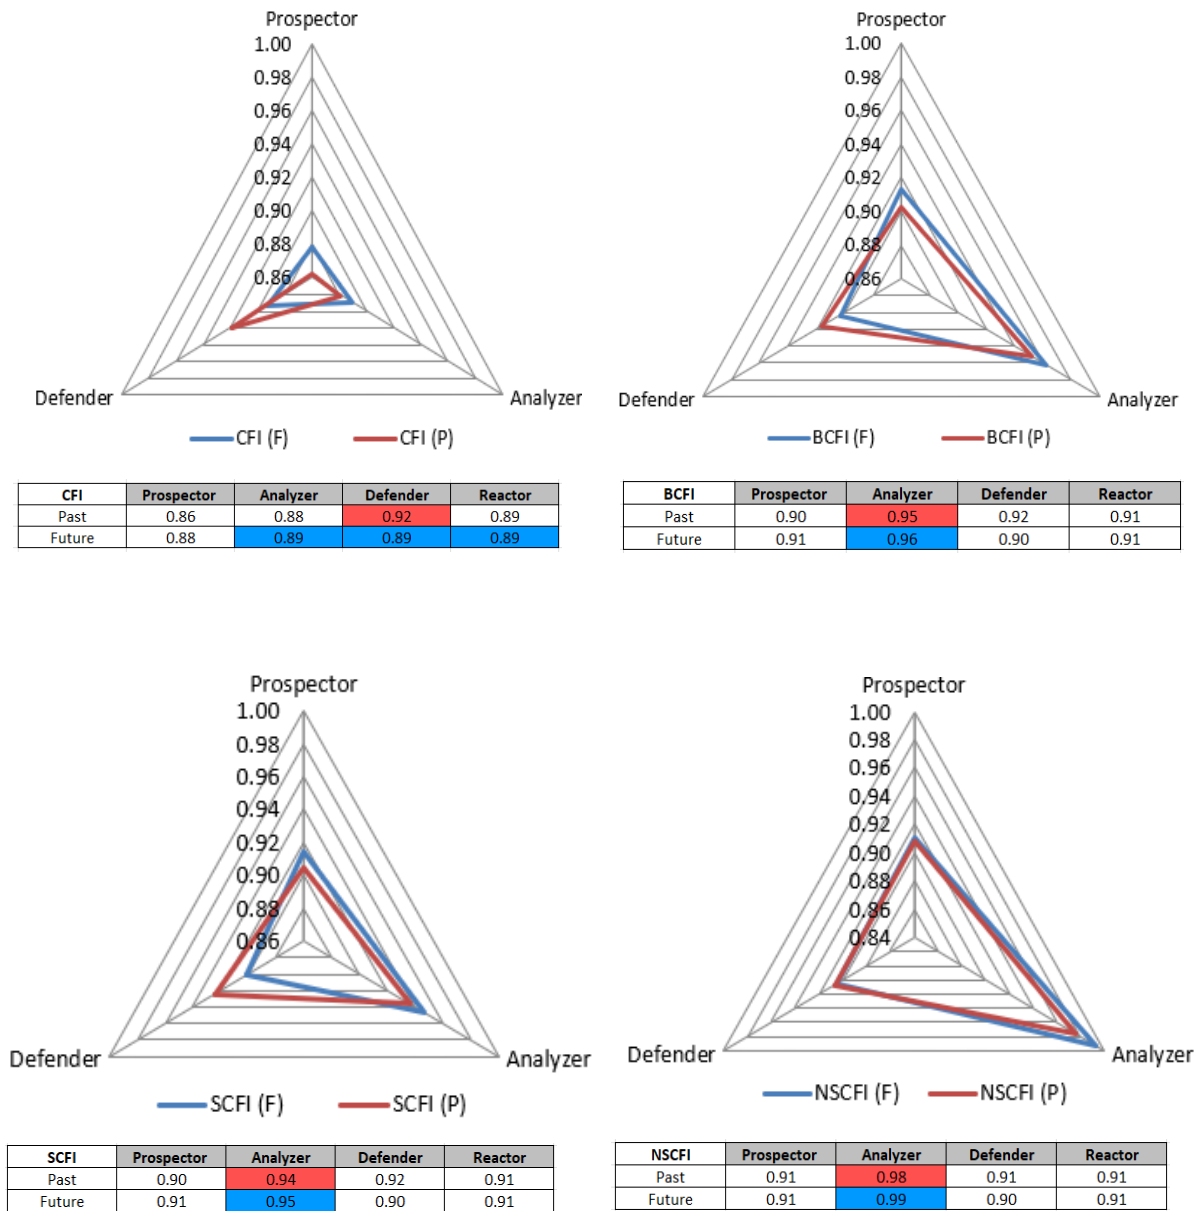 Prospector
1.00
0.98
0.96
0.94
0.92
0.90
0.88
0.86
Defender
Analyzer
CFI (F) CFI (P)
CFI Prospector Analyzer Defender Reactor
Past 0.86 0.88 0.92 0.89
Future 0.88 0.89 0.89 0.89
Prospector
1.00
0.98
0.96
0.94
0.92
0.90
0.88
0.86
Defender
Analyzer
BCFI (F) BCFI (P)
BCFI Prospector Analyzer Defender Reactor
Past 0.90 0.95 0.92 0.91
Future 0.91 0.96 0.90 0.91
Prospector
1.00
0.98
0.96
0.94
0.92
0.90
0.88
0.86
Defender
Analyzer
SCFI (F) SCFI (P)
SCFI Prospector Analyzer Defender Reactor
Past 0.90 0.94 0.92 0.91
Future 0.91 0.95 0.90 0.91
Prospector
1.00
0.98
0.96
0.94
0.92
0.90
0.88
0.86
0.84
Defender
Analyzer
NSCFI (F) NSCFI (P)
NSCFI Prospector Analyzer Defender Reactor
Past 0.91 0.98 0.91 0.91
Future 0.91 0.99 0.90 0.91